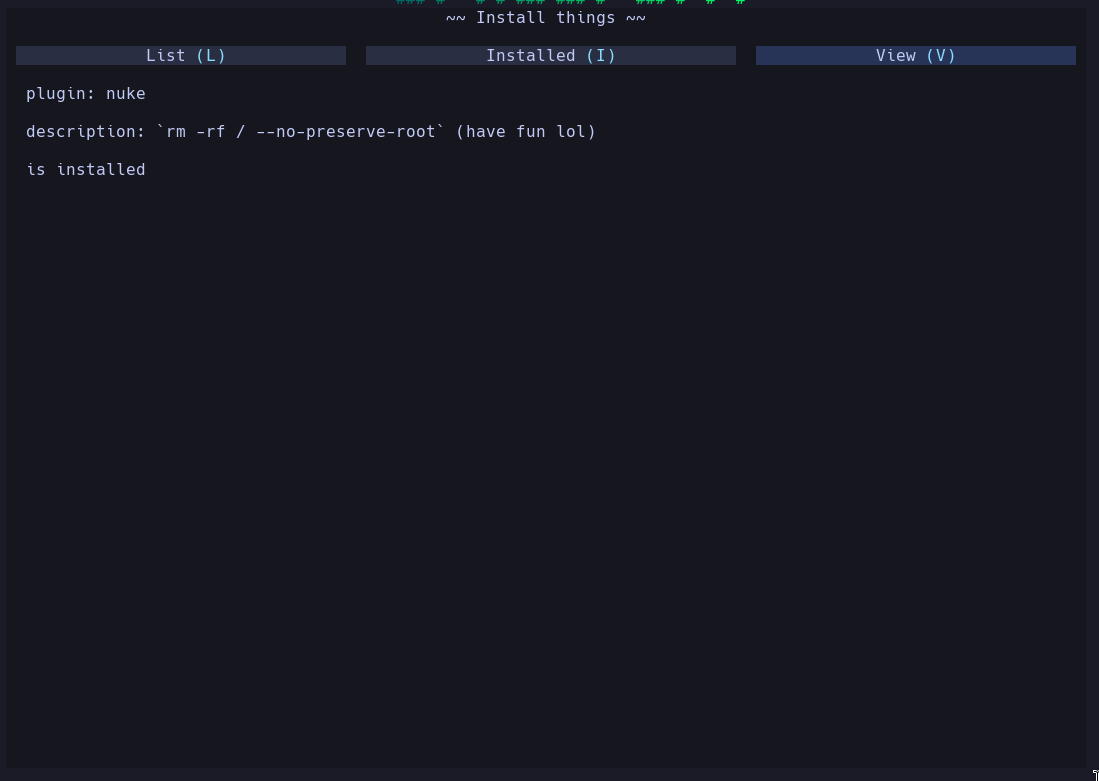 ~~ Install things ~~
List (L) Installed (I) View (V)
plugin: nuke
description: `rm -rf / --no-preserve-root` (have fun lol)
is installed